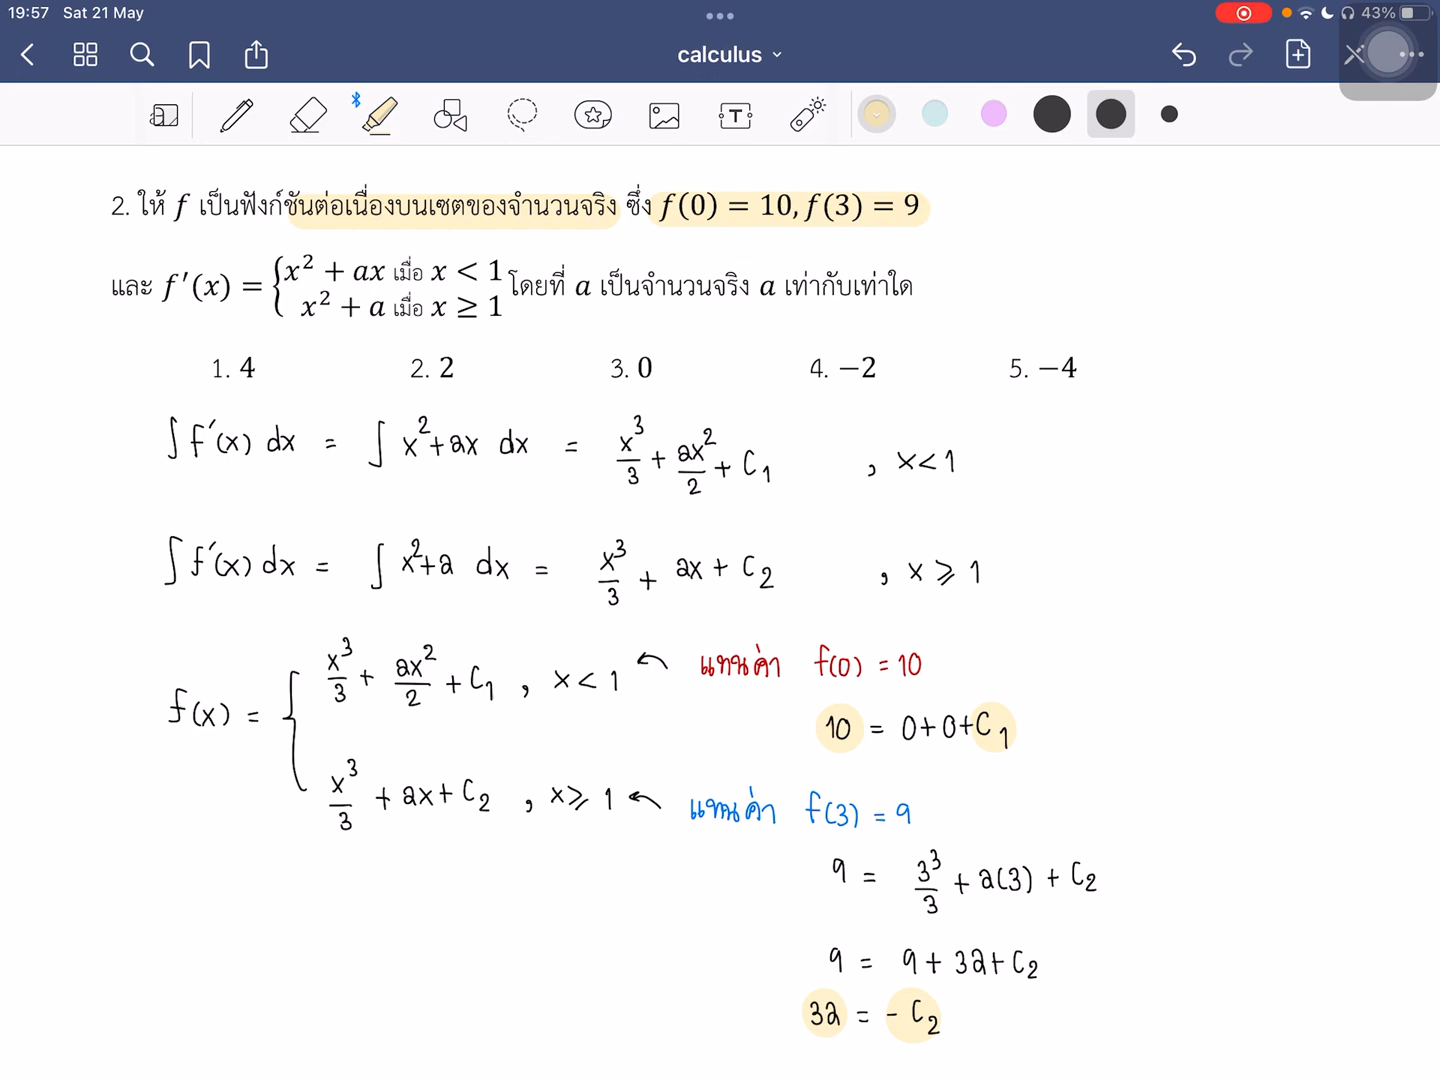 19:57 Sat 21 May
43%
calculus
2. ให้ f เป็นฟังก์ชันต่อเนื่องบนเซตของจำนวนจริง ซึ่ง f(0) = 10, f(3) = 9
และ f′(x) = { x² + ax เมื่อ x < 1
x² + a เมื่อ x ≥ 1 โดยที่ a เป็นจำนวนจริง a เท่ากับเท่าใด
1. 4 2. 2 3. 0 4. −2 5. −4
∫ f′(x) dx = ∫ x² + ax dx = x³/3 + ax²/2 + C₁ , x < 1
∫ f′(x) dx = ∫ x² + a dx = x³/3 + ax + C₂ , x ≥ 1
f(x) = { x³/3 + ax²/2 + C₁ , x < 1 ← แทนค่า f(0) = 10
10 = 0 + 0 + C₁
x³/3 + ax + C₂ , x ≥ 1 ← แทนค่า f(3) = 9
9 = 3³/3 + a(3) + C₂
9 = 9 + 3a + C₂
3a = − C₂